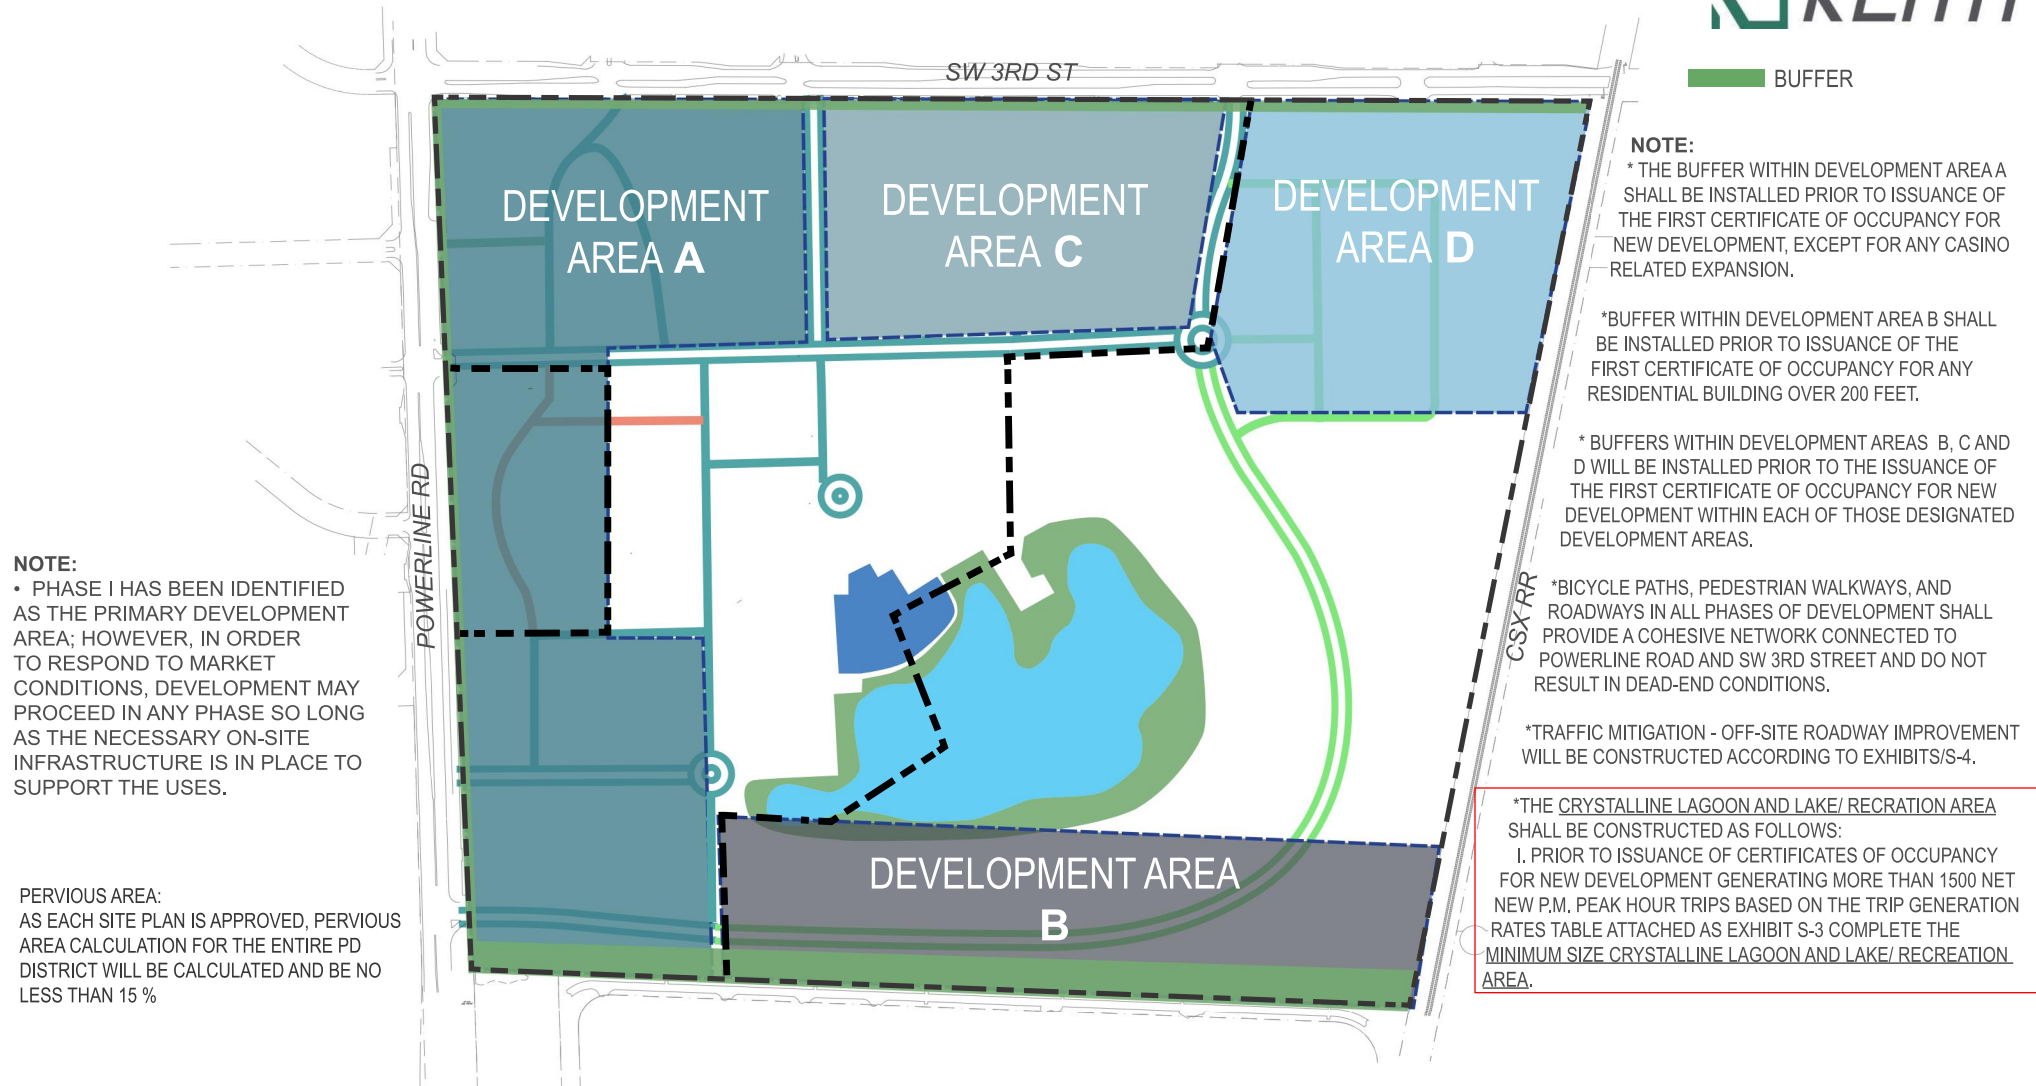 KEITH
SW 3RD ST
BUFFER
DEVELOPMENT
AREA A
DEVELOPMENT
AREA C
DEVELOPMENT
AREA D
POWERLINE RD
CSX RR
DEVELOPMENT AREA
B
NOTE:
• PHASE I HAS BEEN IDENTIFIED
AS THE PRIMARY DEVELOPMENT
AREA; HOWEVER, IN ORDER
TO RESPOND TO MARKET
CONDITIONS, DEVELOPMENT MAY
PROCEED IN ANY PHASE SO LONG
AS THE NECESSARY ON-SITE
INFRASTRUCTURE IS IN PLACE TO
SUPPORT THE USES.
PERVIOUS AREA:
AS EACH SITE PLAN IS APPROVED, PERVIOUS
AREA CALCULATION FOR THE ENTIRE PD
DISTRICT WILL BE CALCULATED AND BE NO
LESS THAN 15 %
NOTE:
* THE BUFFER WITHIN DEVELOPMENT AREA A
SHALL BE INSTALLED PRIOR TO ISSUANCE OF
THE FIRST CERTIFICATE OF OCCUPANCY FOR
NEW DEVELOPMENT, EXCEPT FOR ANY CASINO
RELATED EXPANSION.
*BUFFER WITHIN DEVELOPMENT AREA B SHALL
BE INSTALLED PRIOR TO ISSUANCE OF THE
FIRST CERTIFICATE OF OCCUPANCY FOR ANY
RESIDENTIAL BUILDING OVER 200 FEET.
* BUFFERS WITHIN DEVELOPMENT AREAS B, C AND
D WILL BE INSTALLED PRIOR TO THE ISSUANCE OF
THE FIRST CERTIFICATE OF OCCUPANCY FOR NEW
DEVELOPMENT WITHIN EACH OF THOSE DESIGNATED
DEVELOPMENT AREAS.
*BICYCLE PATHS, PEDESTRIAN WALKWAYS, AND
ROADWAYS IN ALL PHASES OF DEVELOPMENT SHALL
PROVIDE A COHESIVE NETWORK CONNECTED TO
POWERLINE ROAD AND SW 3RD STREET AND DO NOT
RESULT IN DEAD-END CONDITIONS.
*TRAFFIC MITIGATION - OFF-SITE ROADWAY IMPROVEMENT
WILL BE CONSTRUCTED ACCORDING TO EXHIBITS/S-4.
*THE CRYSTALLINE LAGOON AND LAKE/ RECRATION AREA
SHALL BE CONSTRUCTED AS FOLLOWS:
I. PRIOR TO ISSUANCE OF CERTIFICATES OF OCCUPANCY
FOR NEW DEVELOPMENT GENERATING MORE THAN 1500 NET
NEW P.M. PEAK HOUR TRIPS BASED ON THE TRIP GENERATION
RATES TABLE ATTACHED AS EXHIBIT S-3 COMPLETE THE
MINIMUM SIZE CRYSTALLINE LAGOON AND LAKE/ RECREATION
AREA.